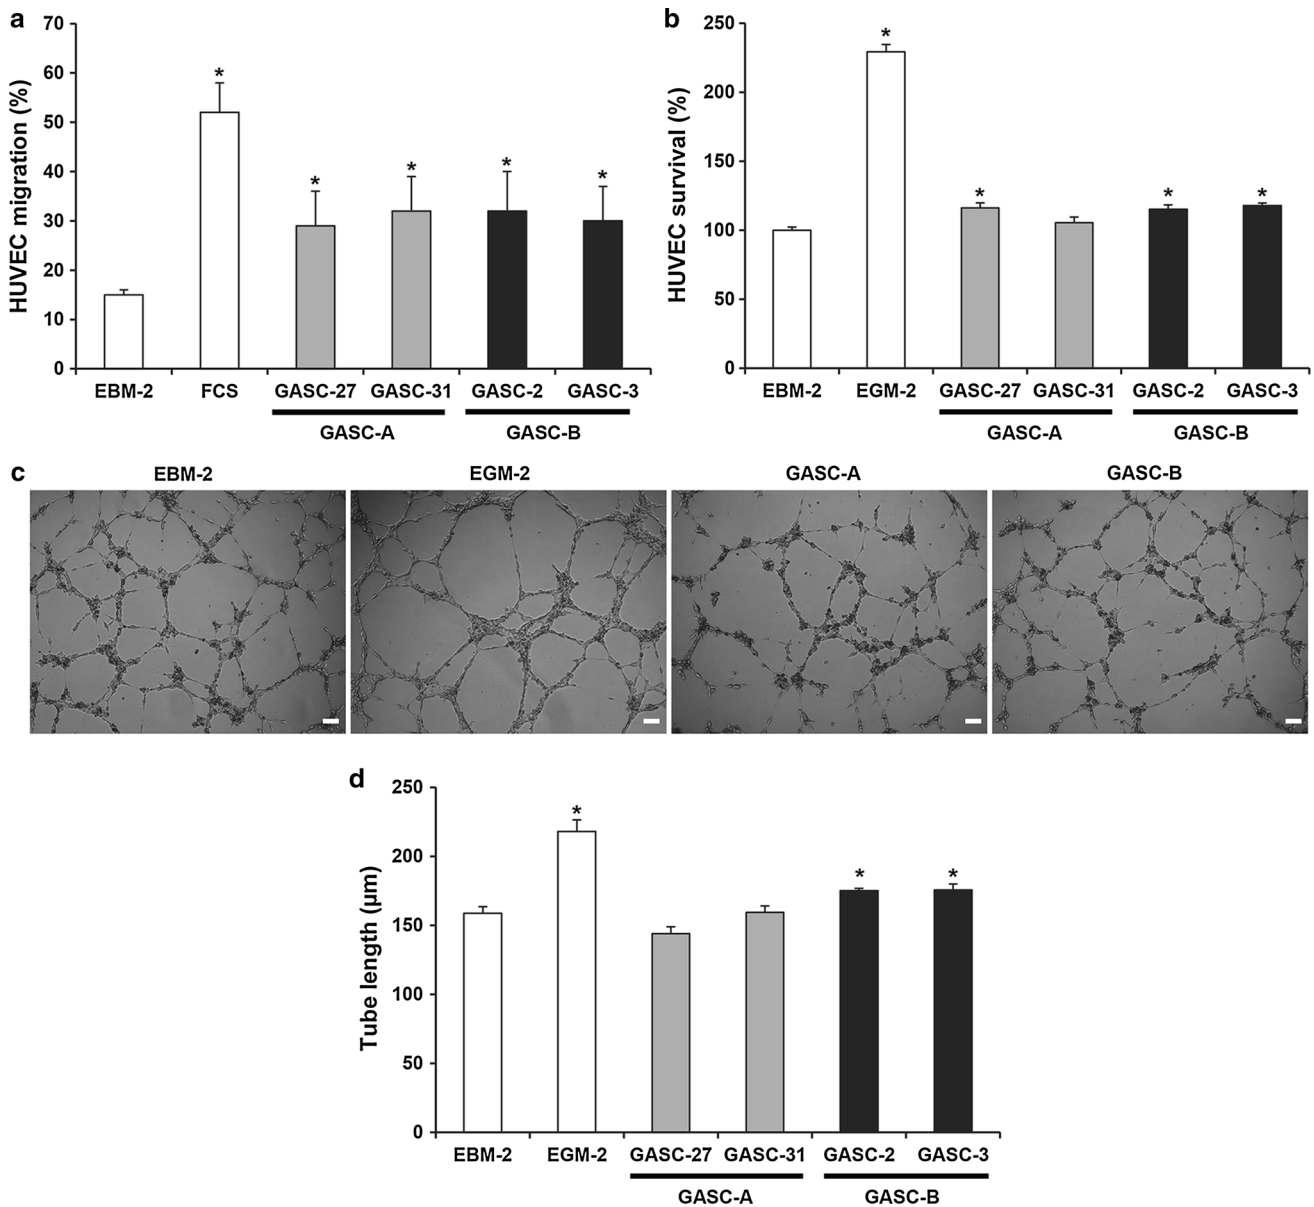 a
HUVEC migration (%)
70
60
50
40
30
20
10
0
*
*
*
*
*
EBM-2 FCS GASC-27 GASC-31 GASC-2 GASC-3
GASC-A GASC-B
b
HUVEC survival (%)
250
200
150
100
50
0
*
*
*
*
EBM-2 EGM-2 GASC-27 GASC-31 GASC-2 GASC-3
GASC-A GASC-B
c
EBM-2 EGM-2 GASC-A GASC-B
d
Tube length (µm)
250
200
150
100
50
0
*
*
*
EBM-2 EGM-2 GASC-27 GASC-31 GASC-2 GASC-3
GASC-A GASC-B